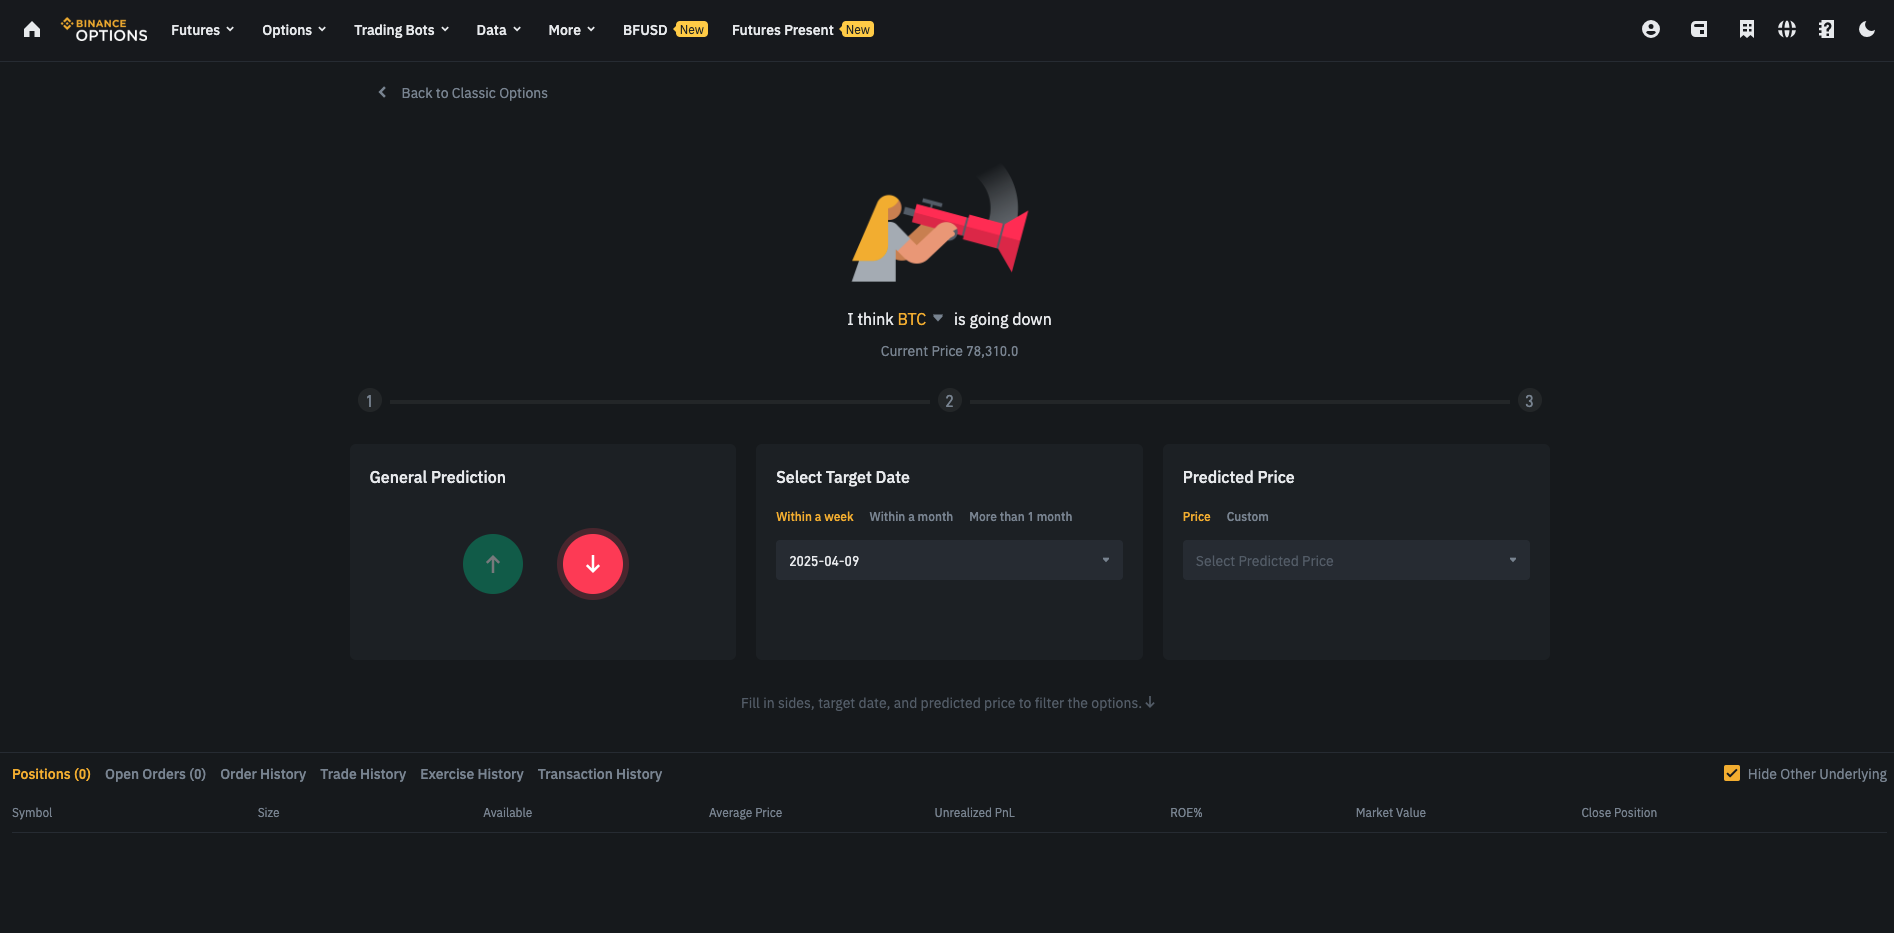 BINANCE
OPTIONS
Futures Options Trading Bots Data More BFUSD New Futures Present New
Back to Classic Options
I think BTC is going down
Current Price 78,310.0
1 2 3
General Prediction
Select Target Date
Within a week Within a month More than 1 month
2025-04-09
Predicted Price
Price Custom
Select Predicted Price
Fill in sides, target date, and predicted price to filter the options.
Positions (0) Open Orders (0) Order History Trade History Exercise History Transaction History Hide Other Underlying
Symbol Size Available Average Price Unrealized PnL ROE% Market Value Close Position